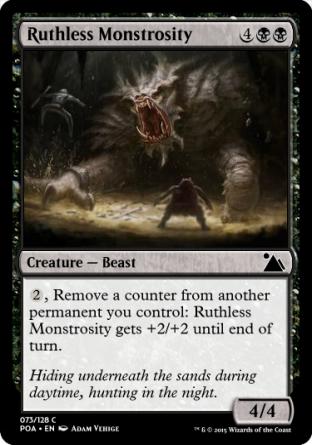 Ruthless Monstrosity 4
Creature — Beast
2, Remove a counter from another
permanent you control: Ruthless
Monstrosity gets +2/+2 until end of
turn.
Hiding underneath the sands during
daytime, hunting in the night.
4/4
073/128 C
POA • EN Adam Vehige
™ & © 2015 Wizards of the Coast